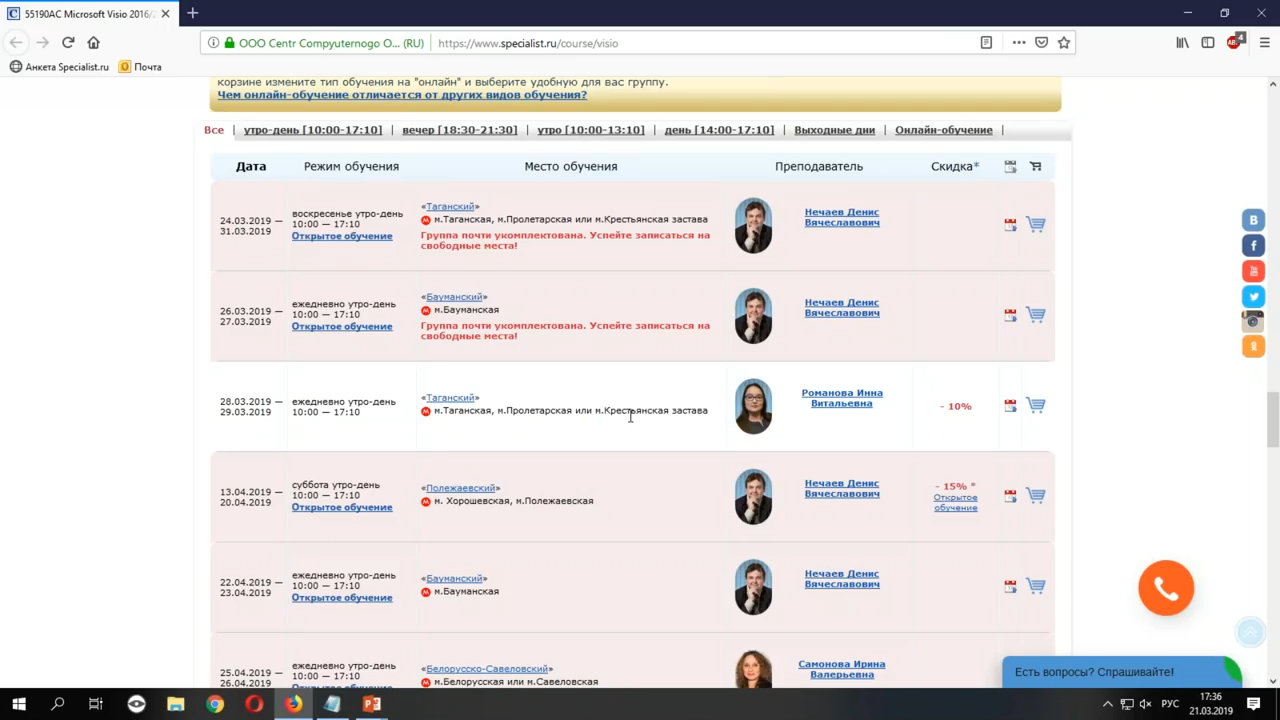 55190AC Microsoft Visio 2016/2
ООО Centr Compyuternogo O... (RU)
https://www.specialist.ru/course/visio
4
Анкета Specialist.ru
Почта
корзине измените тип обучения на "онлайн" и выберите удобную для вас группу.
Чем онлайн-обучение отличается от других видов обучения?
Все | утро-день [10:00-17:10] | вечер [18:30-21:30] | утро [10:00-13:10] | день [14:00-17:10] | Выходные дни | Онлайн-обучение |
Дата Режим обучения Место обучения Преподаватель Скидка*
24.03.2019 —
31.03.2019
воскресенье утро-день
10:00 — 17:10
Открытое обучение
«Таганский»
м.Таганская, м.Пролетарская или м.Крестьянская застава
Группа почти укомплектована. Успейте записаться на
свободные места!
Нечаев Денис
Вячеславович
26.03.2019 —
27.03.2019
ежедневно утро-день
10:00 — 17:10
Открытое обучение
«Бауманский»
м.Бауманская
Группа почти укомплектована. Успейте записаться на
свободные места!
Нечаев Денис
Вячеславович
28.03.2019 —
29.03.2019
ежедневно утро-день
10:00 — 17:10
«Таганский»
м.Таганская, м.Пролетарская или м.Крестьянская застава
Романова Инна
Витальевна
- 10%
13.04.2019 —
20.04.2019
суббота утро-день
10:00 — 17:10
Открытое обучение
«Полежаевский»
м. Хорошевская, м.Полежаевская
Нечаев Денис
Вячеславович
- 15% *
Открытое
обучение
22.04.2019 —
23.04.2019
ежедневно утро-день
10:00 — 17:10
Открытое обучение
«Бауманский»
м.Бауманская
Нечаев Денис
Вячеславович
25.04.2019 —
26.04.2019
ежедневно утро-день
10:00 — 17:10
Открытое обучение
«Белорусско-Савеловский»
м.Белорусская или м.Савеловская
Самонова Ирина
Валерьевна
Есть вопросы? Спрашивайте!
РУС
17:36
21.03.2019